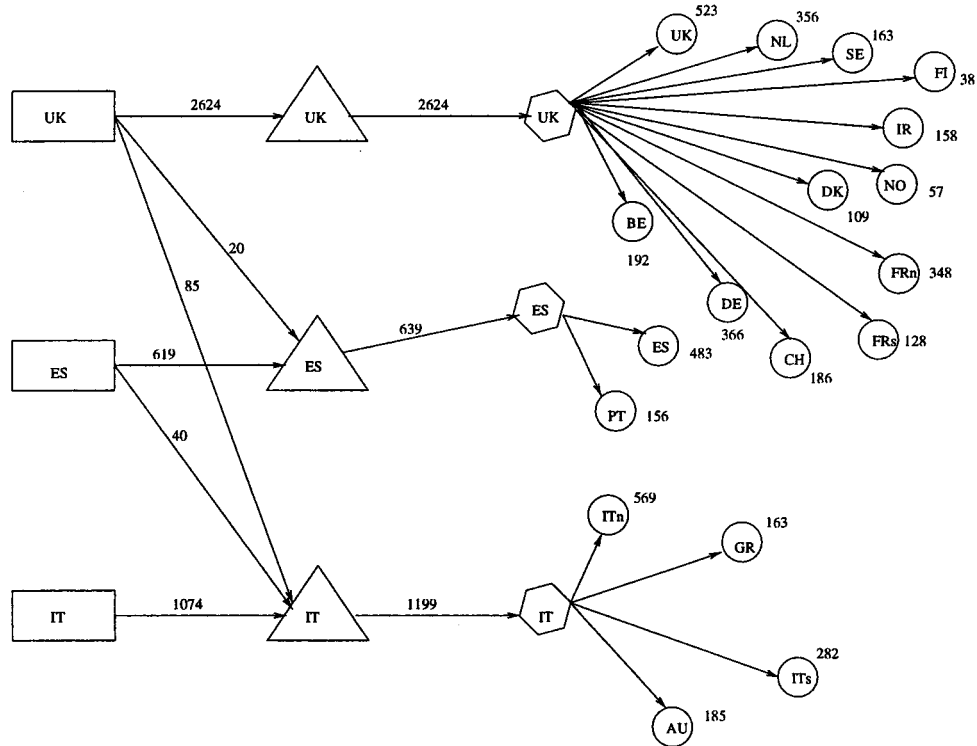 523
UK
356
NL
163
SE
FI
38
UK
2624
UK
2624
UK
IR
158
NO
57
DK
109
BE
192
20
85
FRn
348
DE
366
ES
639
ES
619
ES
ES
483
FRs
128
CH
186
40
PT
156
569
ITn
163
GR
IT
1074
IT
1199
IT
282
ITs
AU
185